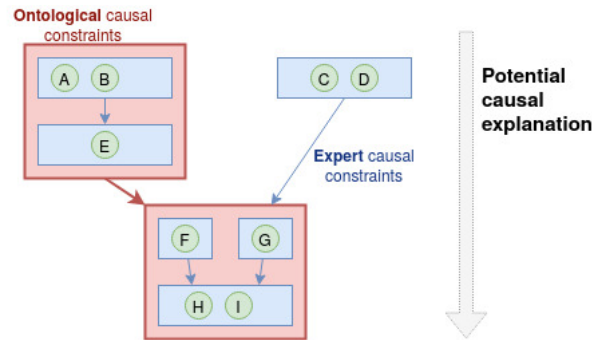 Ontological causal
constraints
A B
C D
E
Potential
causal
explanation
Expert causal
constraints
F
G
H I